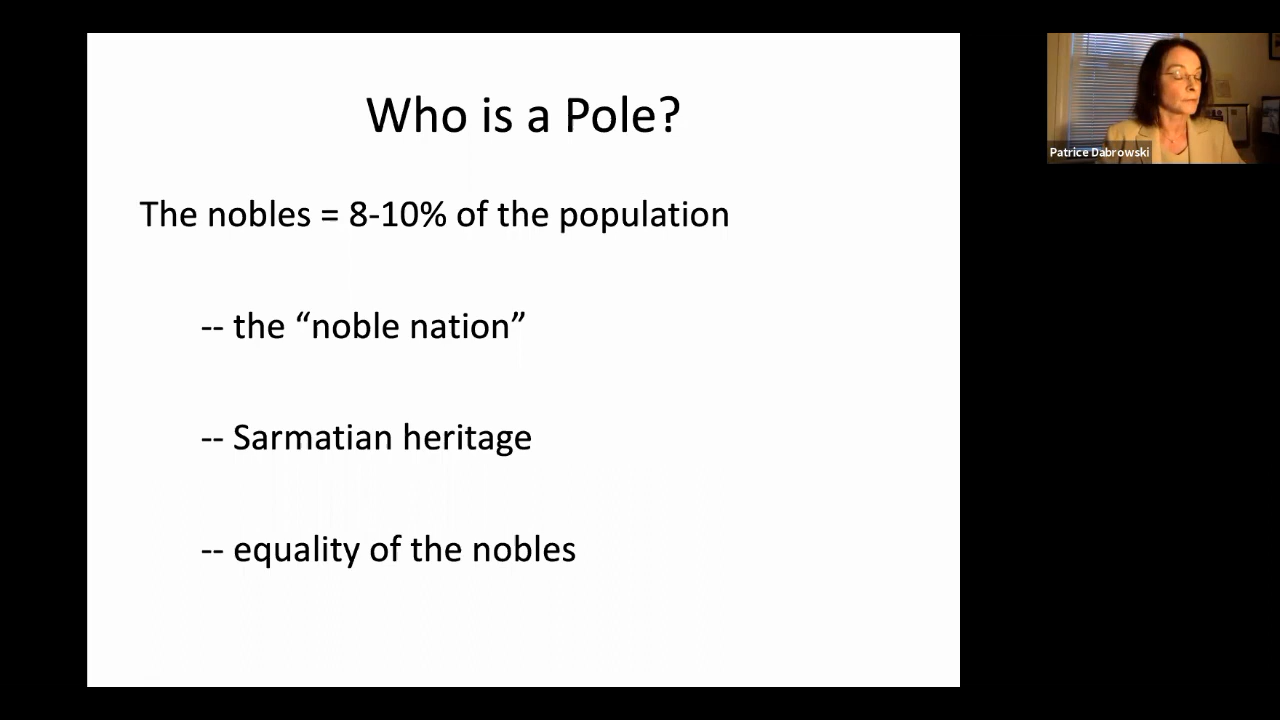 Who is a Pole?
The nobles = 8-10% of the population
-- the “noble nation”
-- Sarmatian heritage
-- equality of the nobles
Patrice Dabrowski